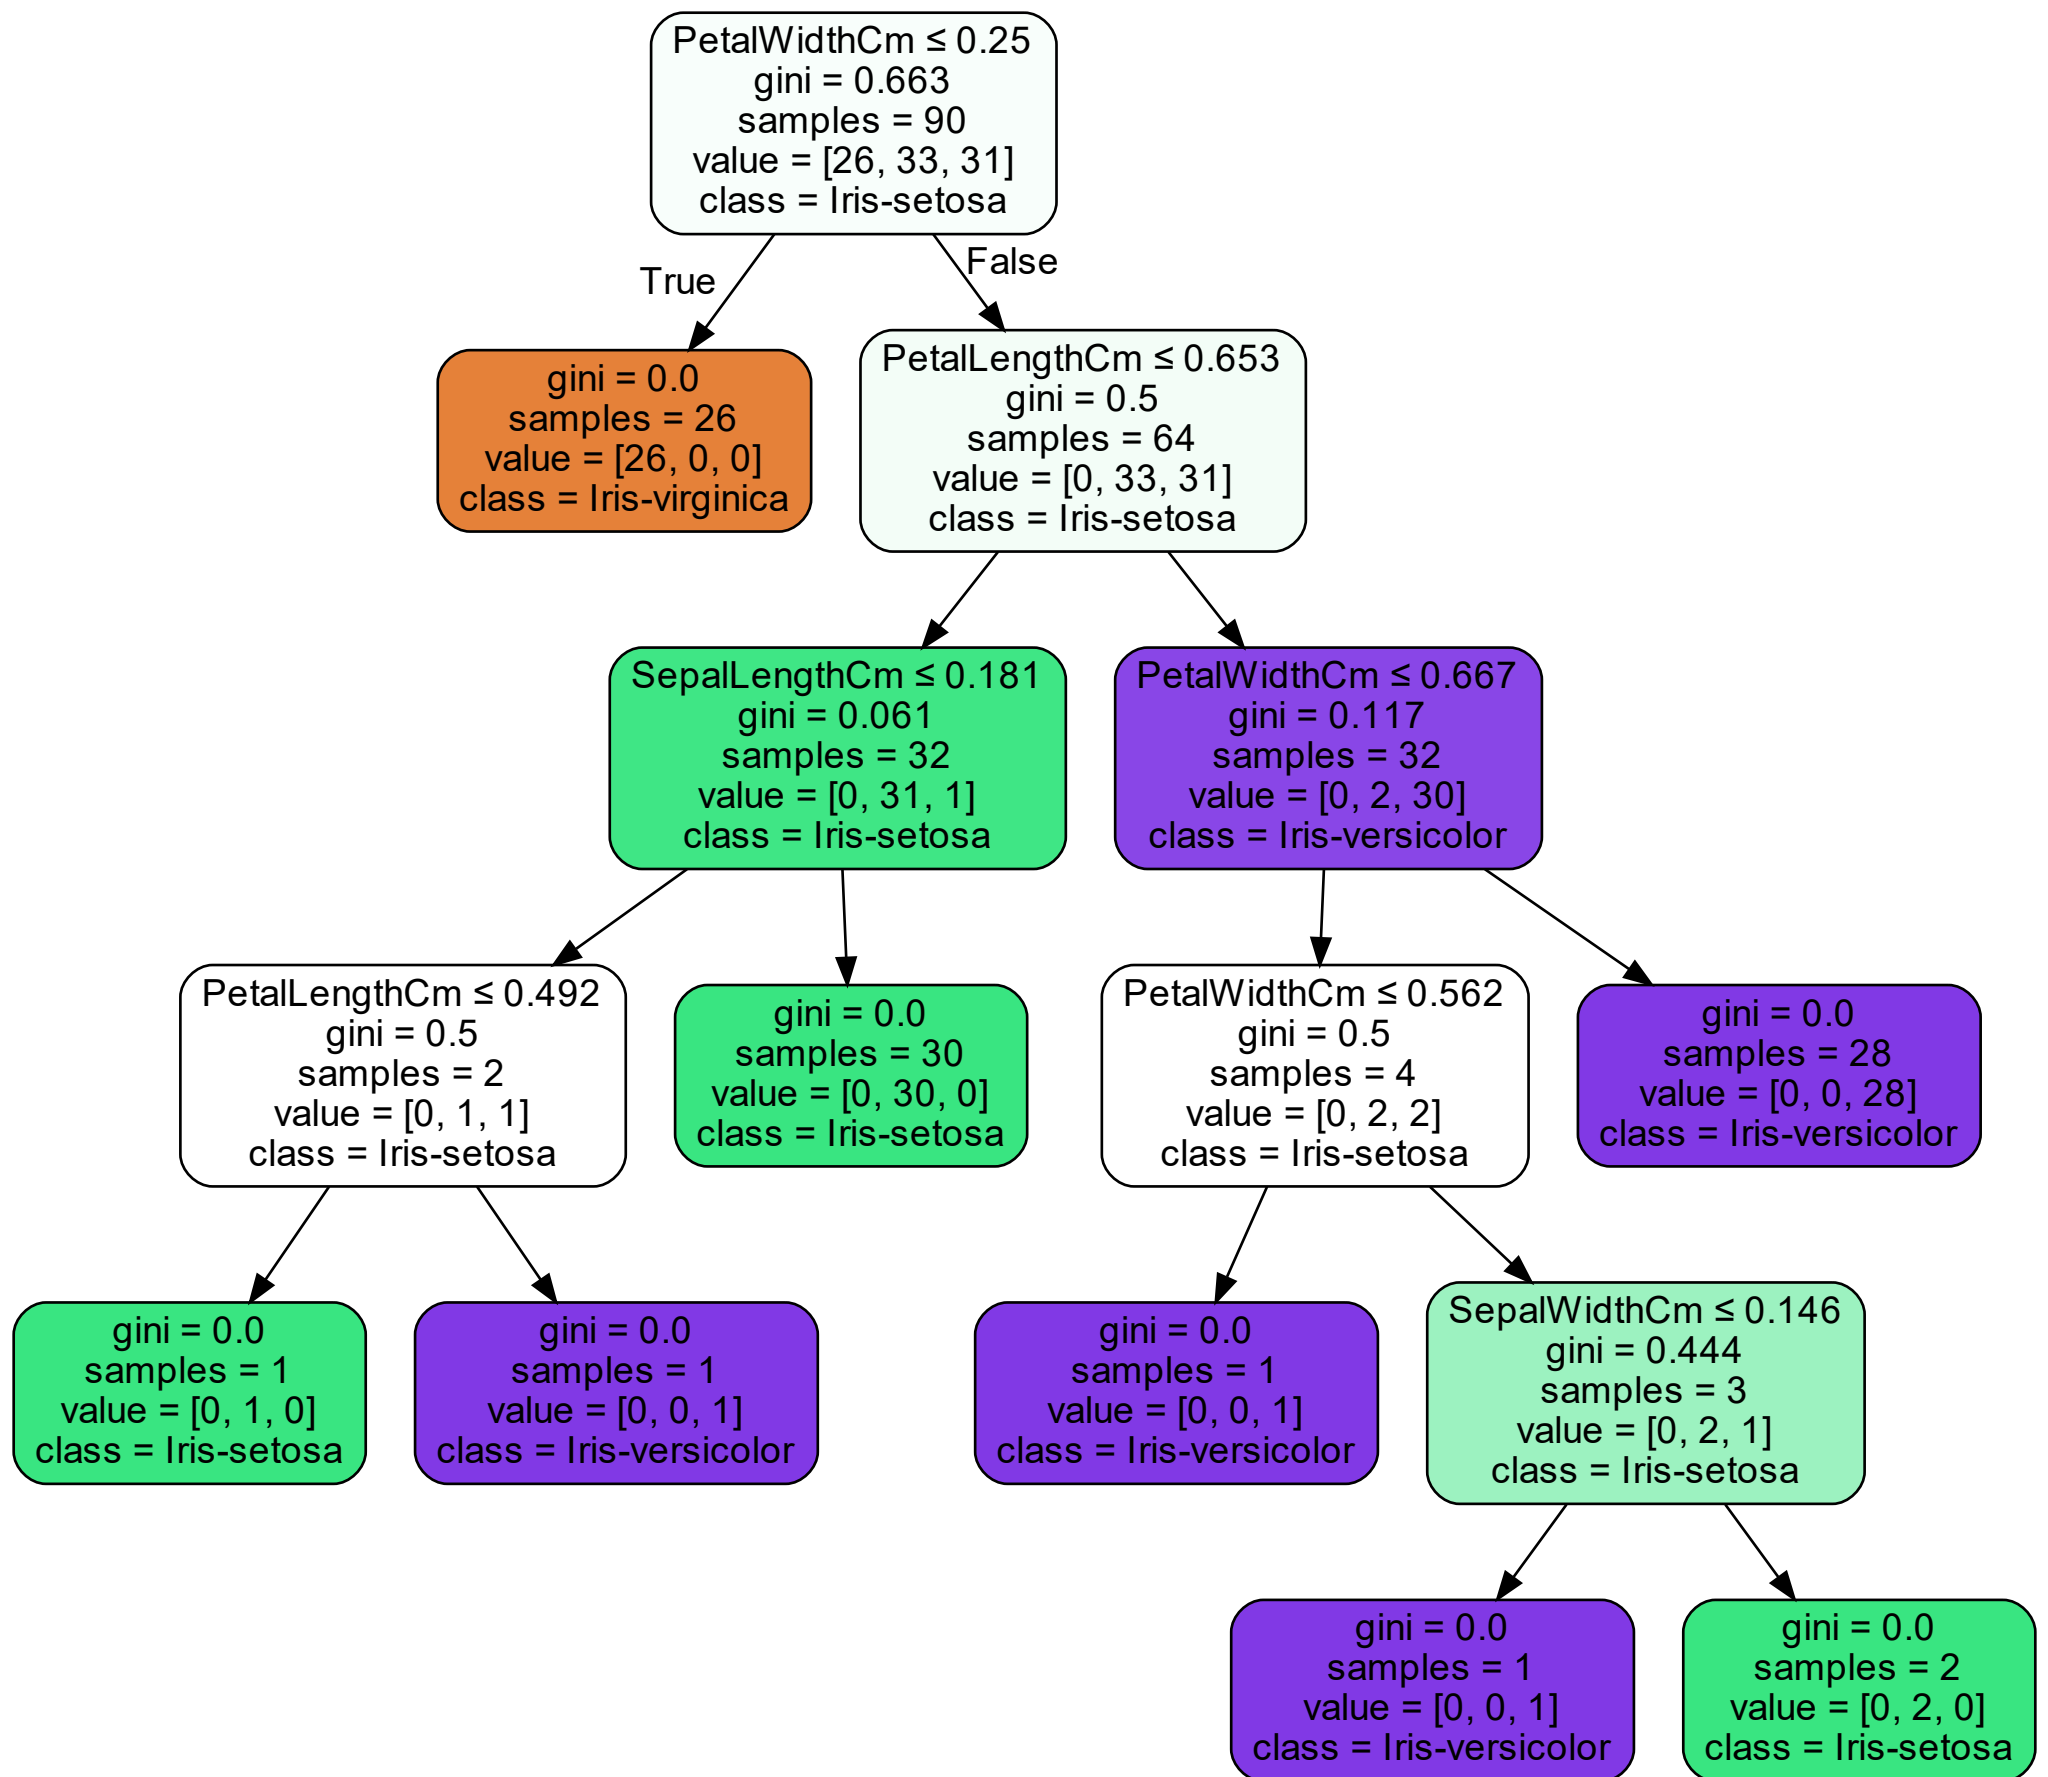 PetalWidthCm ≤ 0.25
gini = 0.663
samples = 90
value = [26, 33, 31]
class = Iris-setosa
True
False
gini = 0.0
samples = 26
value = [26, 0, 0]
class = Iris-virginica
PetalLengthCm ≤ 0.653
gini = 0.5
samples = 64
value = [0, 33, 31]
class = Iris-setosa
SepalLengthCm ≤ 0.181
gini = 0.061
samples = 32
value = [0, 31, 1]
class = Iris-setosa
PetalWidthCm ≤ 0.667
gini = 0.117
samples = 32
value = [0, 2, 30]
class = Iris-versicolor
PetalLengthCm ≤ 0.492
gini = 0.5
samples = 2
value = [0, 1, 1]
class = Iris-setosa
gini = 0.0
samples = 30
value = [0, 30, 0]
class = Iris-setosa
PetalWidthCm ≤ 0.562
gini = 0.5
samples = 4
value = [0, 2, 2]
class = Iris-setosa
gini = 0.0
samples = 28
value = [0, 0, 28]
class = Iris-versicolor
gini = 0.0
samples = 1
value = [0, 1, 0]
class = Iris-setosa
gini = 0.0
samples = 1
value = [0, 0, 1]
class = Iris-versicolor
gini = 0.0
samples = 1
value = [0, 0, 1]
class = Iris-versicolor
SepalWidthCm ≤ 0.146
gini = 0.444
samples = 3
value = [0, 2, 1]
class = Iris-setosa
gini = 0.0
samples = 1
value = [0, 0, 1]
class = Iris-versicolor
gini = 0.0
samples = 2
value = [0, 2, 0]
class = Iris-setosa